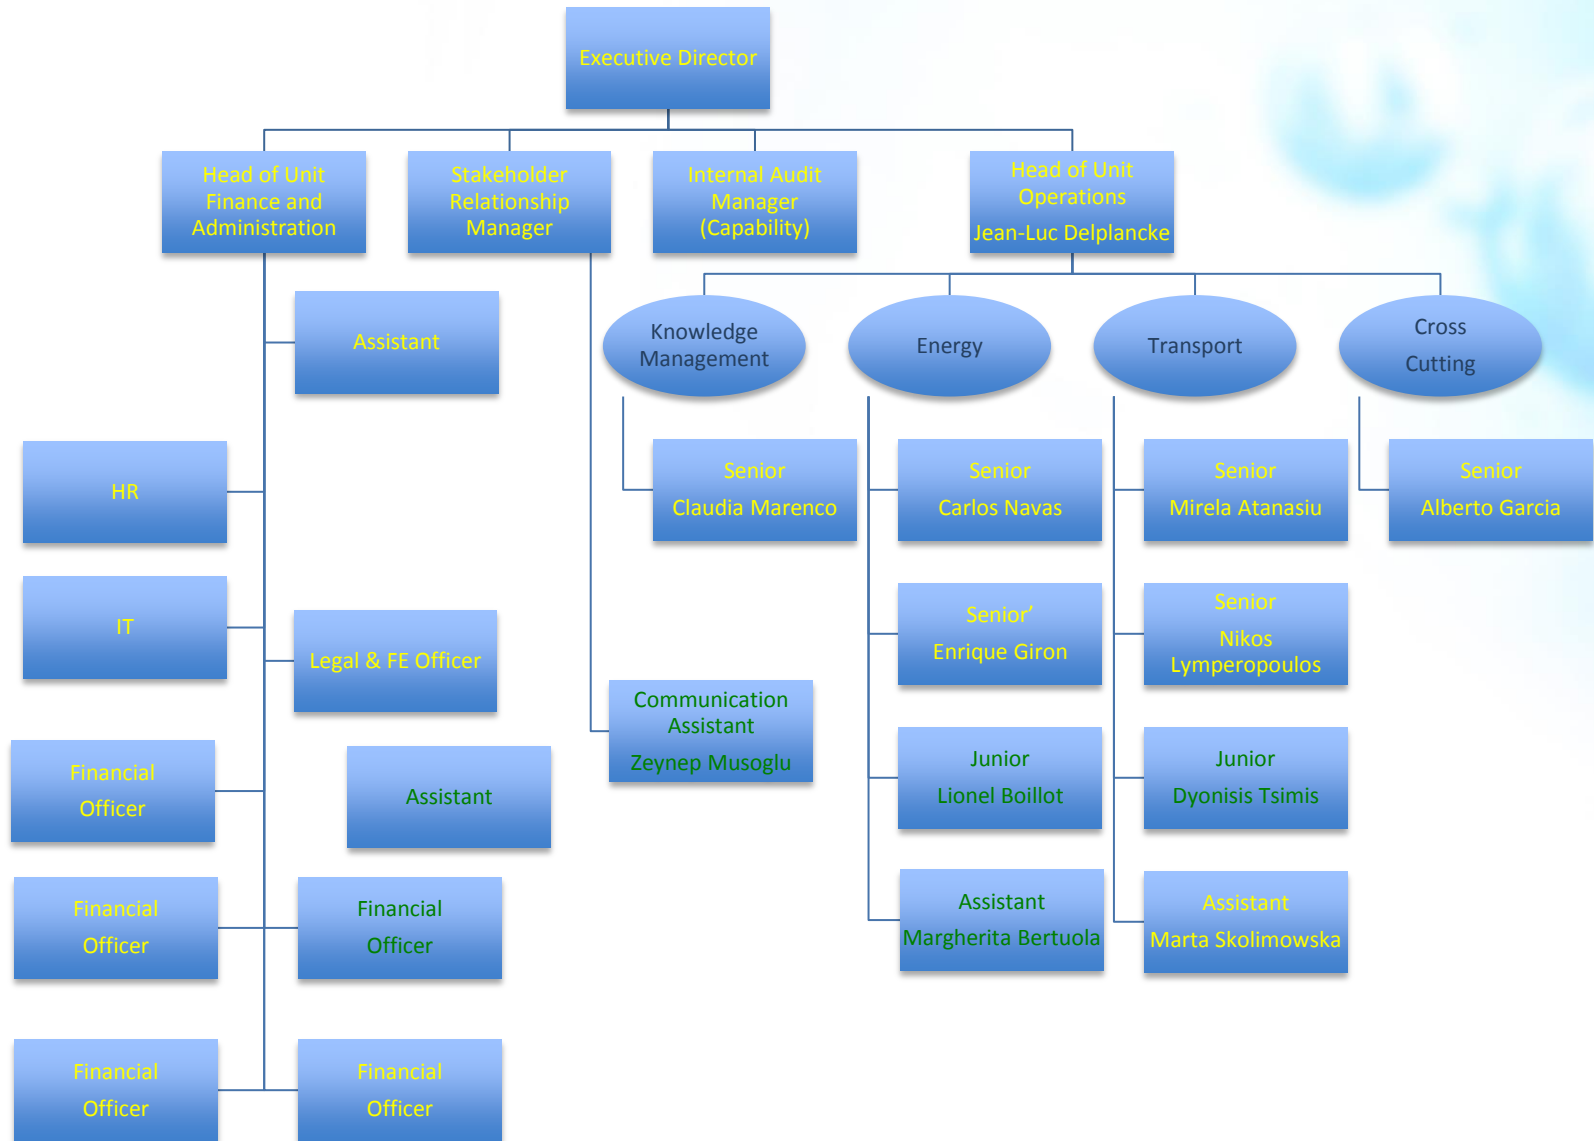 Executive Director
Head of Unit
Finance and
Administration
Stakeholder
Relationship
Manager
Internal Audit
Manager
(Capability)
Head of Unit
Operations
Jean-Luc Delplancke
Assistant
Knowledge
Management
Energy
Transport
Cross
Cutting
HR
Senior
Claudia Marenco
Senior
Carlos Navas
Senior
Mirela Atanasiu
Senior
Alberto Garcia
IT
Legal & FE Officer
Senior’
Enrique Giron
Senior
Nikos
Lymperopoulos
Communication
Assistant
Zeynep Musoglu
Financial
Officer
Assistant
Junior
Lionel Boillot
Junior
Dyonisis Tsimis
Financial
Officer
Financial
Officer
Assistant
Margherita Bertuola
Assistant
Marta Skolimowska
Financial
Officer
Financial
Officer